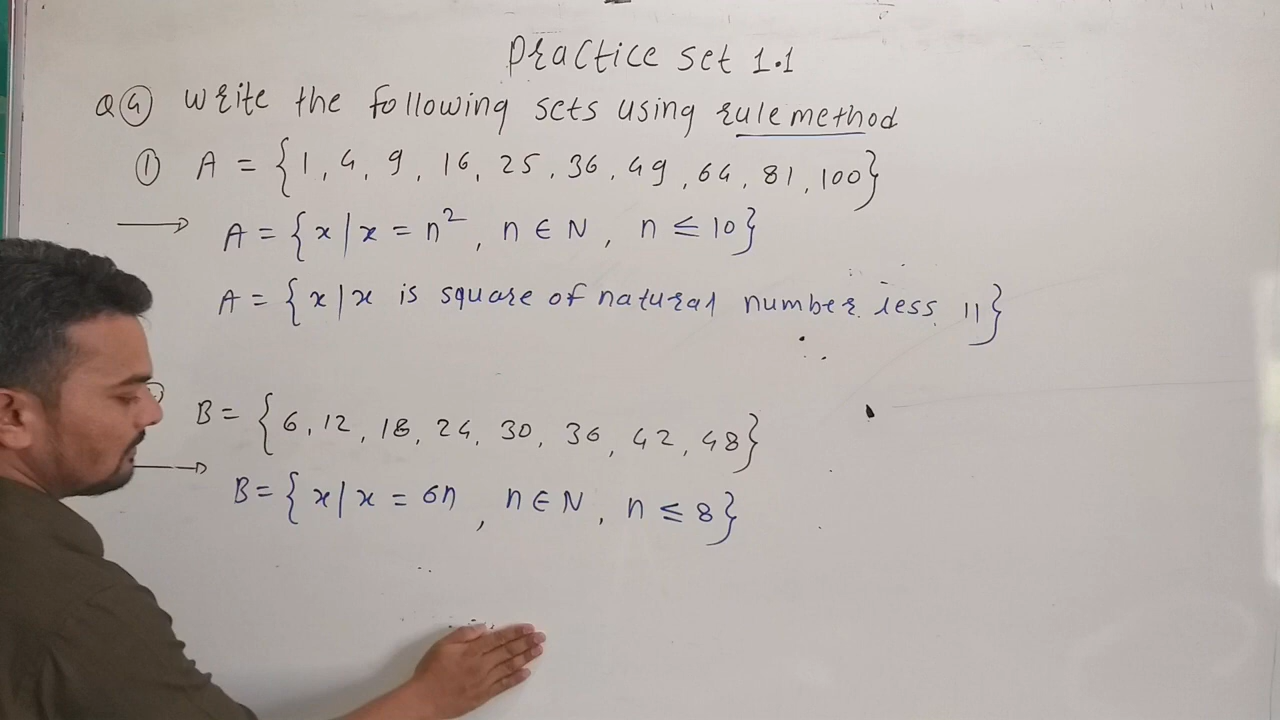 Practice set 1.1
Q④ Write the following sets using rule method
① A = {1, 4, 9, 16, 25, 36, 49, 64, 81, 100}
→ A = {x/x = n², n ∈ N, n ≤ 10}
A = {x/x is square of natural number less 11}
B = {6, 12, 18, 24, 30, 36, 42, 48}
→ B = {x/x = 6n, n ∈ N, n ≤ 8}